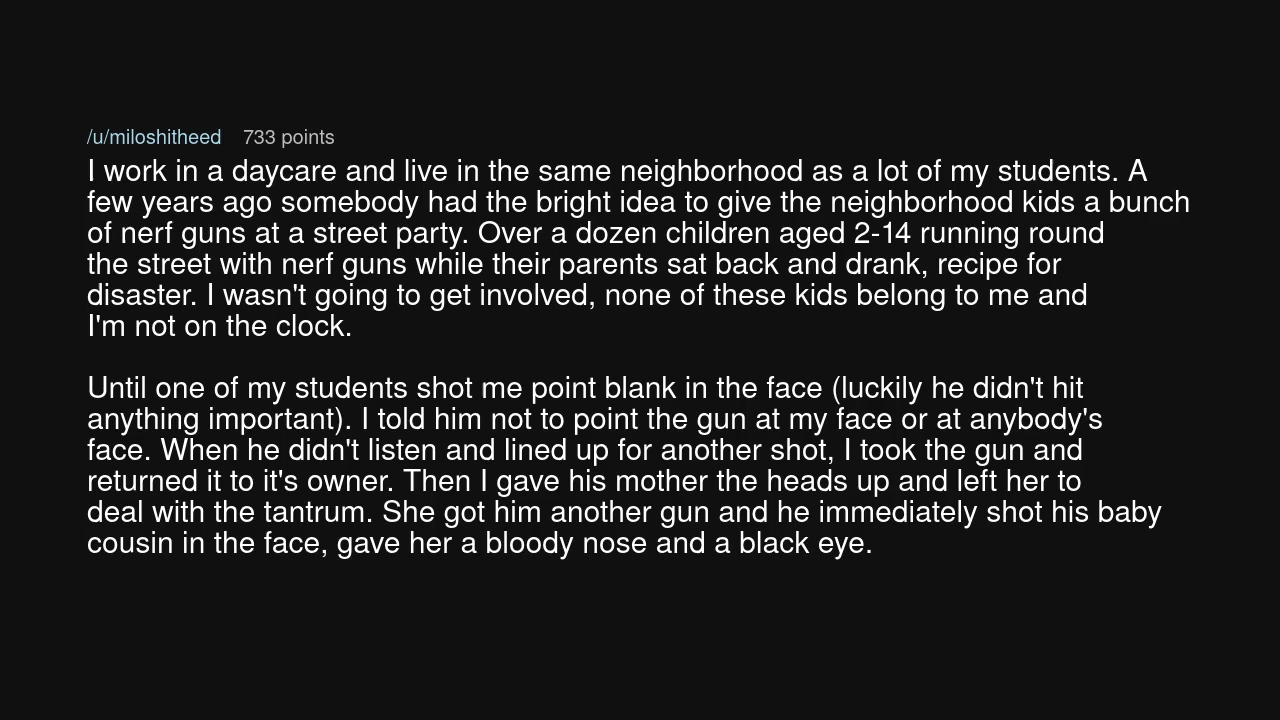 /u/miloshitheed 733 points
I work in a daycare and live in the same neighborhood as a lot of my students. A
few years ago somebody had the bright idea to give the neighborhood kids a bunch
of nerf guns at a street party. Over a dozen children aged 2-14 running round
the street with nerf guns while their parents sat back and drank, recipe for
disaster. I wasn't going to get involved, none of these kids belong to me and
I'm not on the clock.
Until one of my students shot me point blank in the face (luckily he didn't hit
anything important). I told him not to point the gun at my face or at anybody's
face. When he didn't listen and lined up for another shot, I took the gun and
returned it to it's owner. Then I gave his mother the heads up and left her to
deal with the tantrum. She got him another gun and he immediately shot his baby
cousin in the face, gave her a bloody nose and a black eye.